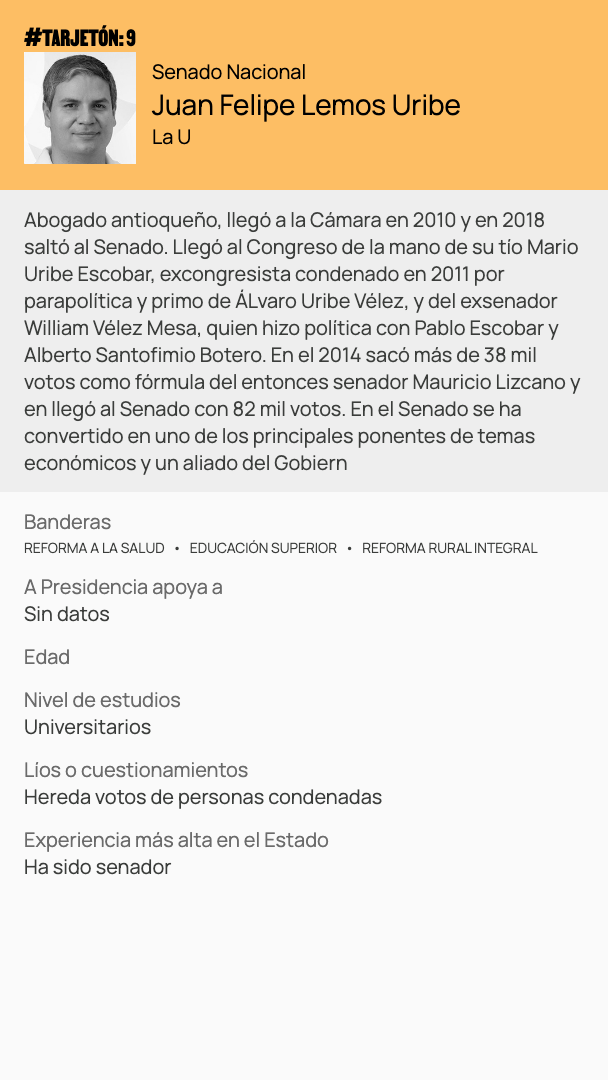 #TARJETÓN: 9
Senado Nacional
Juan Felipe Lemos Uribe
La U
Abogado antioqueño, llegó a la Cámara en 2010 y en 2018
saltó al Senado. Llegó al Congreso de la mano de su tío Mario
Uribe Escobar, excongresista condenado en 2011 por
parapolítica y primo de ÁLvaro Uribe Vélez, y del exsenador
William Vélez Mesa, quien hizo política con Pablo Escobar y
Alberto Santofimio Botero. En el 2014 sacó más de 38 mil
votos como fórmula del entonces senador Mauricio Lizcano y
en llegó al Senado con 82 mil votos. En el Senado se ha
convertido en uno de los principales ponentes de temas
económicos y un aliado del Gobiern
Banderas
REFORMA A LA SALUD • EDUCACIÓN SUPERIOR • REFORMA RURAL INTEGRAL
A Presidencia apoya a
Sin datos
Edad
Nivel de estudios
Universitarios
Líos o cuestionamientos
Hereda votos de personas condenadas
Experiencia más alta en el Estado
Ha sido senador